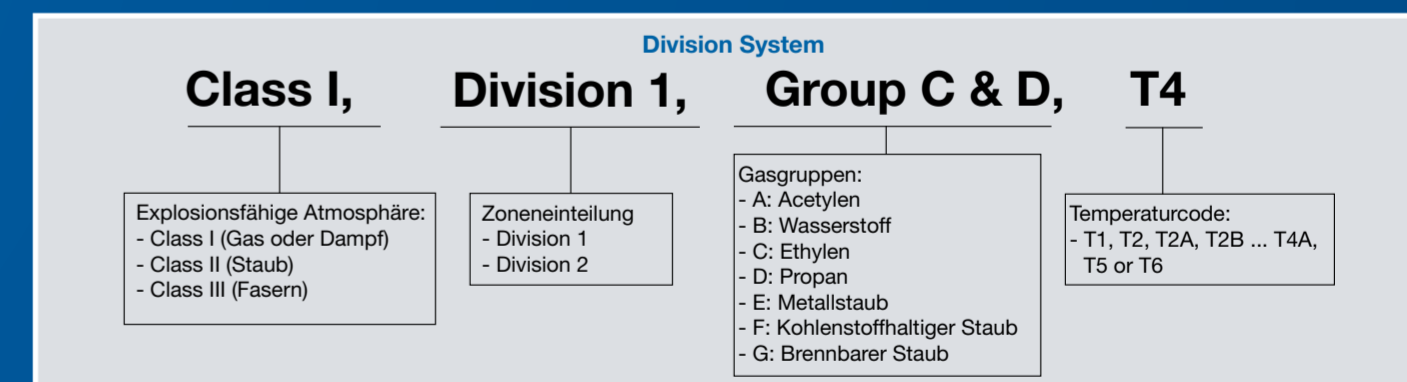 Division System
Class I, Division 1, Group C & D, T4
Explosionsfähige Atmosphäre:
- Class I (Gas oder Dampf)
- Class II (Staub)
- Class III (Fasern)
Zoneneinteilung
- Division 1
- Division 2
Gasgruppen:
- A: Acetylen
- B: Wasserstoff
- C: Ethylen
- D: Propan
- E: Metallstaub
- F: Kohlenstoffhaltiger Staub
- G: Brennbarer Staub
Temperaturcode:
- T1, T2, T2A, T2B ... T4A,
T5 or T6